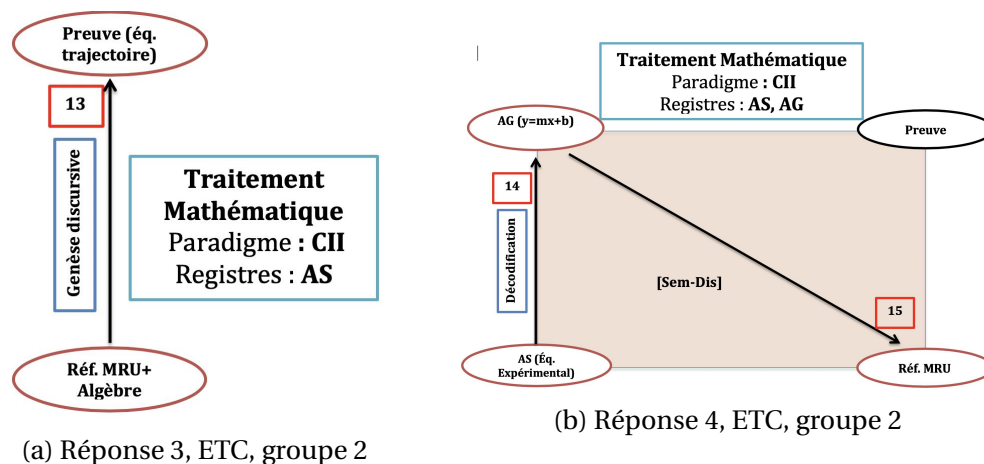 Preuve (éq.
trajectoire)
13
Genèse discursive
Traitement
Mathématique
Paradigme : CII
Registres : AS
Réf. MRU+
Algèbre
(a) Réponse 3, ETC, groupe 2
Traitement Mathématique
Paradigme : CII
Registres : AS, AG
AG (y=mx+b)
Preuve
14
Décodification
[Sem-Dis]
15
AS (Éq.
Expérimental)
Réf. MRU
(b) Réponse 4, ETC, groupe 2